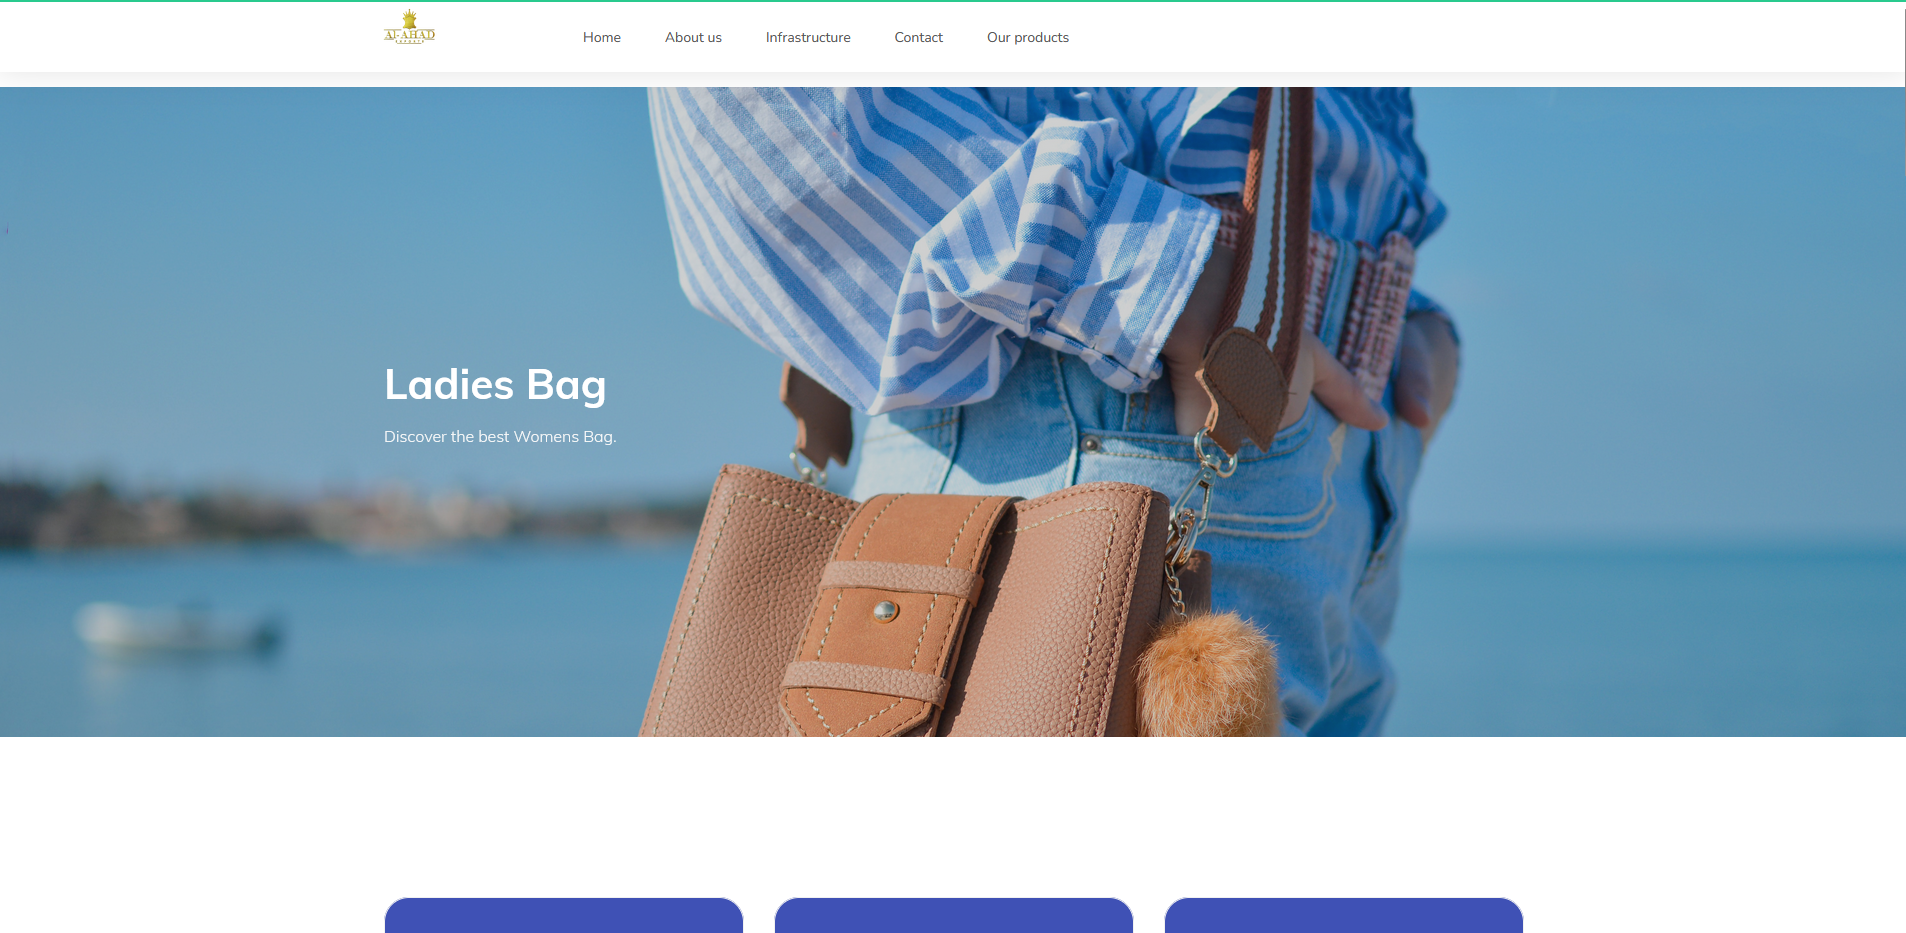 Al-AHAD
Home
About us
Infrastructure
Contact
Our products
Ladies Bag
Discover the best Womens Bag.